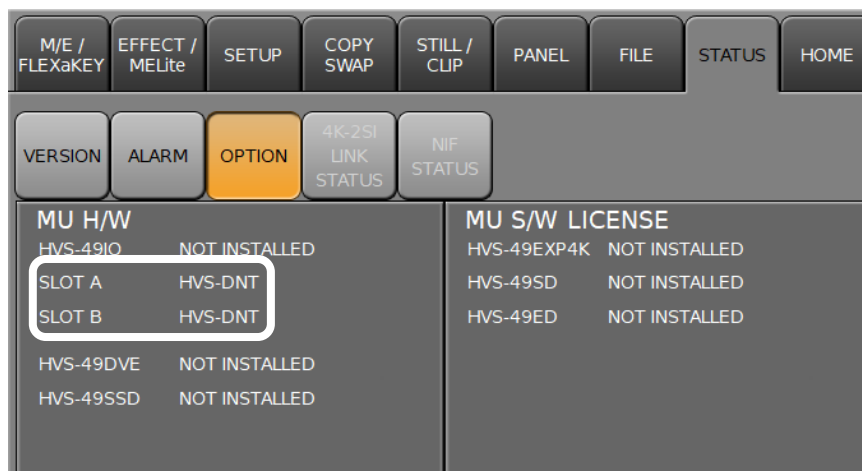 M/E /
FLEXaKEY
EFFECT /
MELite
SETUP
COPY
SWAP
STILL /
CLIP
PANEL
FILE
STATUS
HOME
VERSION
ALARM
OPTION
4K-2SI
LINK
STATUS
NIF
STATUS
MU H/W
HVS-49IO NOT INSTALLED
SLOT A HVS-DNT
SLOT B HVS-DNT
HVS-49DVE NOT INSTALLED
HVS-49SSD NOT INSTALLED
MU S/W LICENSE
HVS-49EXP4K NOT INSTALLED
HVS-49SD NOT INSTALLED
HVS-49ED NOT INSTALLED